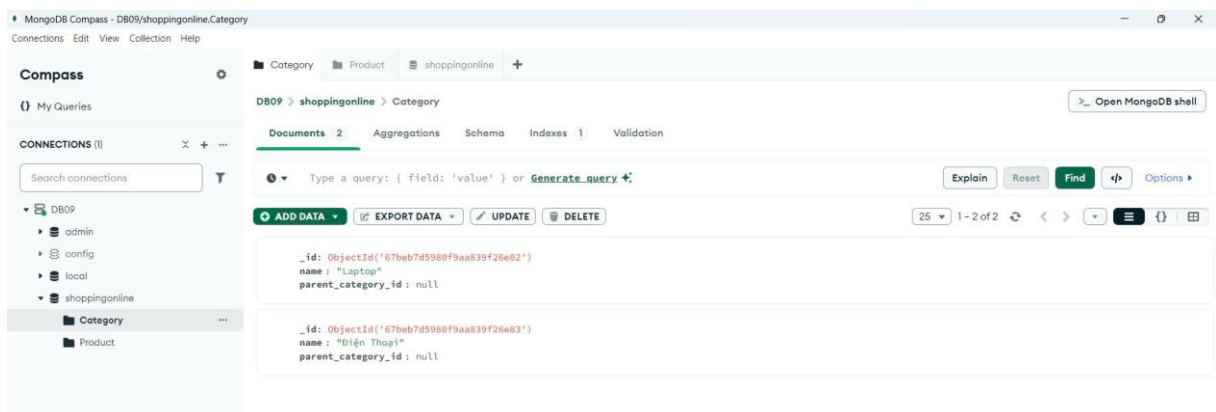 MongoDB Compass - DB09/shoppingonline.Category
Connections Edit View Collection Help
Compass
{} My Queries
CONNECTIONS (1)
Search connections
DB09
admin
config
local
shoppingonline
Category
Product
Category Product shoppingonline +
DB09 > shoppingonline > Category
>_ Open MongoDB shell
Documents 2 Aggregations Schema Indexes 1 Validation
Type a query: { field: 'value' } or Generate query
Explain Reset Find </> Options
ADD DATA EXPORT DATA UPDATE DELETE
25 1 – 2 of 2
_id: ObjectId('67beb7d5980f9aa839f26e82')
name : "Laptop"
parent_category_id : null
_id: ObjectId('67beb7d5980f9aa839f26e83')
name : "Điện Thoại"
parent_category_id : null